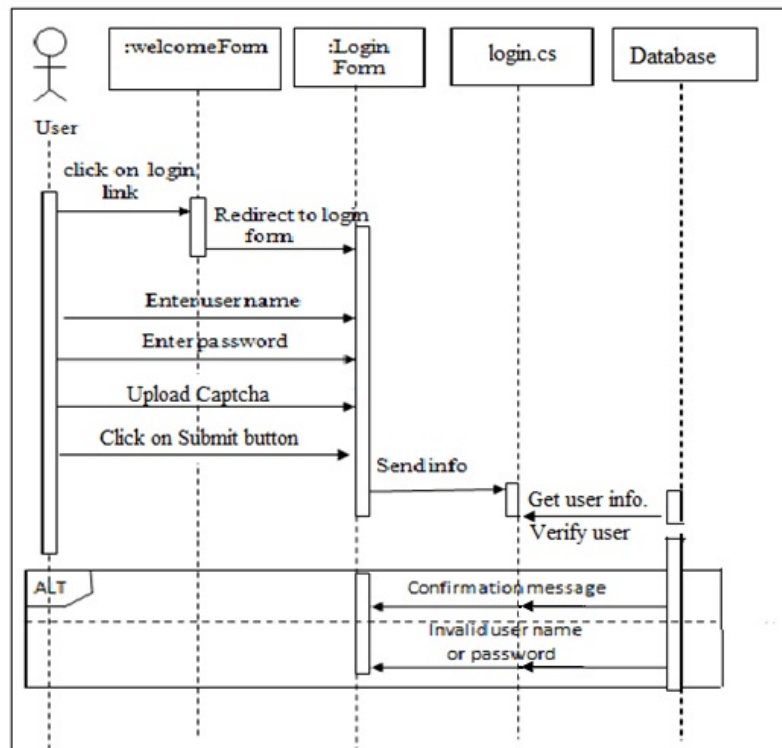 :welcomeForm
:Login
Form
login.cs
Database
User
click on login
link
Redirect to login
form
Enter user name
Enter password
Upload Captcha
Click on Submit button
Send info
Get user info.
Verify user
ALT
Confirmation message
Invalid user name
or password